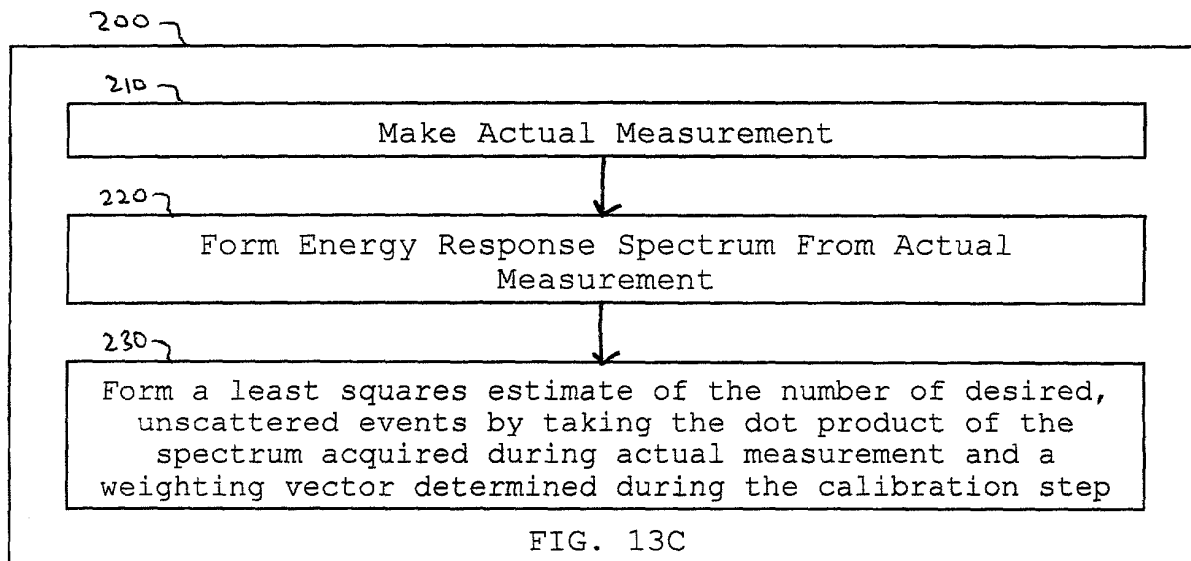 200
210
Make Actual Measurement
220
Form Energy Response Spectrum From Actual
Measurement
230
Form a least squares estimate of the number of desired,
unscattered events by taking the dot product of the
spectrum acquired during actual measurement and a
weighting vector determined during the calibration step
FIG. 13C